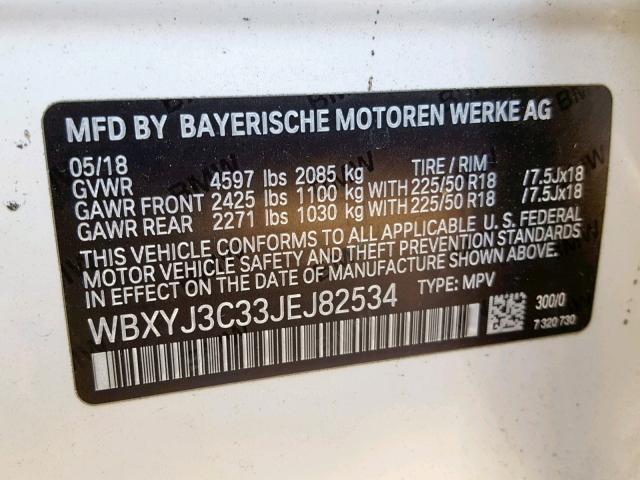 MFD BY BAYERISCHE MOTOREN WERKE AG
05/18 TIRE / RIM
GVWR 4597 lbs 2085 kg
GAWR FRONT 2425 lbs 1100 kg WITH 225/50 R18 /7.5Jx18
GAWR REAR 2271 lbs 1030 kg WITH 225/50 R18 /7.5Jx18
THIS VEHICLE CONFORMS TO ALL APPLICABLE U. S. FEDERAL
MOTOR VEHICLE SAFETY AND THEFT PREVENTION STANDARDS
IN EFFECT ON THE DATE OF MANUFACTURE SHOWN ABOVE.
WBXYJ3C33JEJ82534 TYPE: MPV
300/0
7 320 730